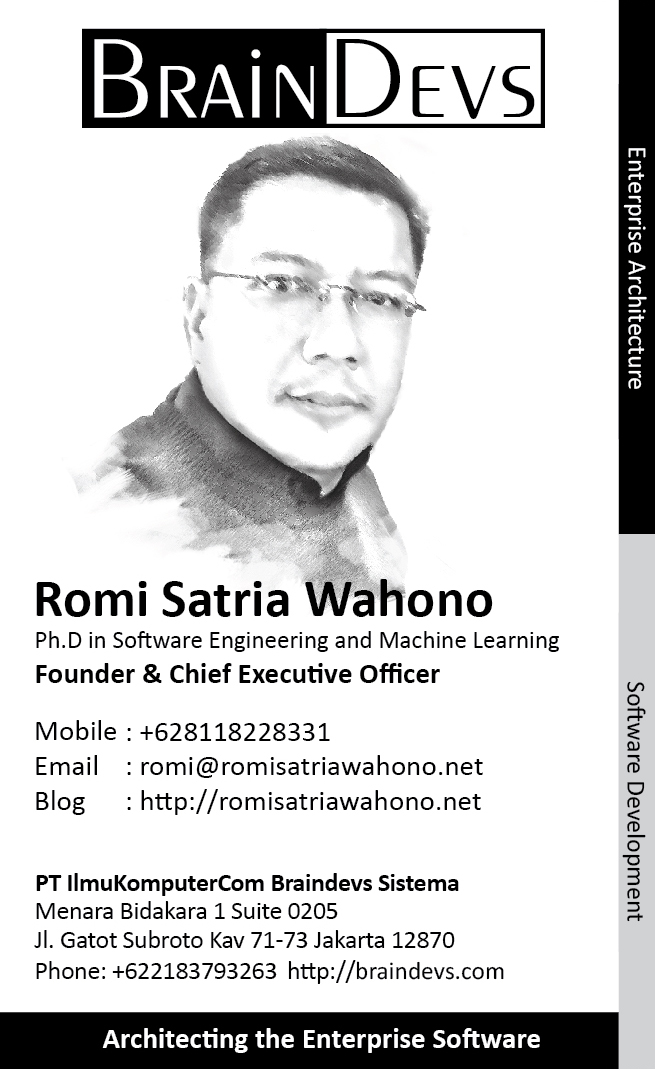 BRAINDEVS
Enterprise Architecture
Romi Satria Wahono
Ph.D in Software Engineering and Machine Learning
Founder & Chief Executive Officer
Mobile : +628118228331
Email : romi@romisatriawahono.net
Blog : http://romisatriawahono.net
Software Development
PT IlmuKomputerCom Braindevs Sistema
Menara Bidakara 1 Suite 0205
Jl. Gatot Subroto Kav 71-73 Jakarta 12870
Phone: +622183793263 http://braindevs.com
Architecting the Enterprise Software